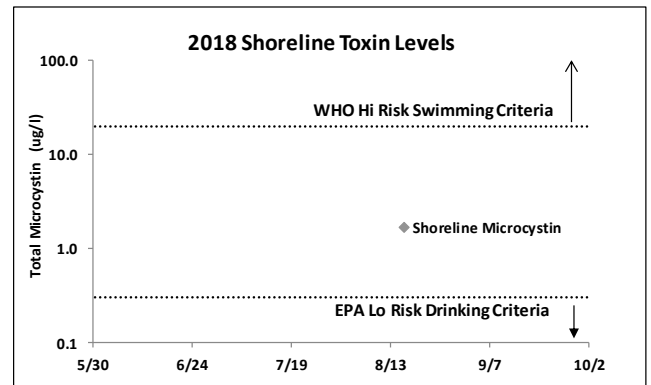 2018 Shoreline Toxin Levels
Total Microcystin (ug/l)
100.0
10.0
1.0
0.1
WHO Hi Risk Swimming Criteria
Shoreline Microcystin
EPA Lo Risk Drinking Criteria
5/30 6/24 7/19 8/13 9/7 10/2